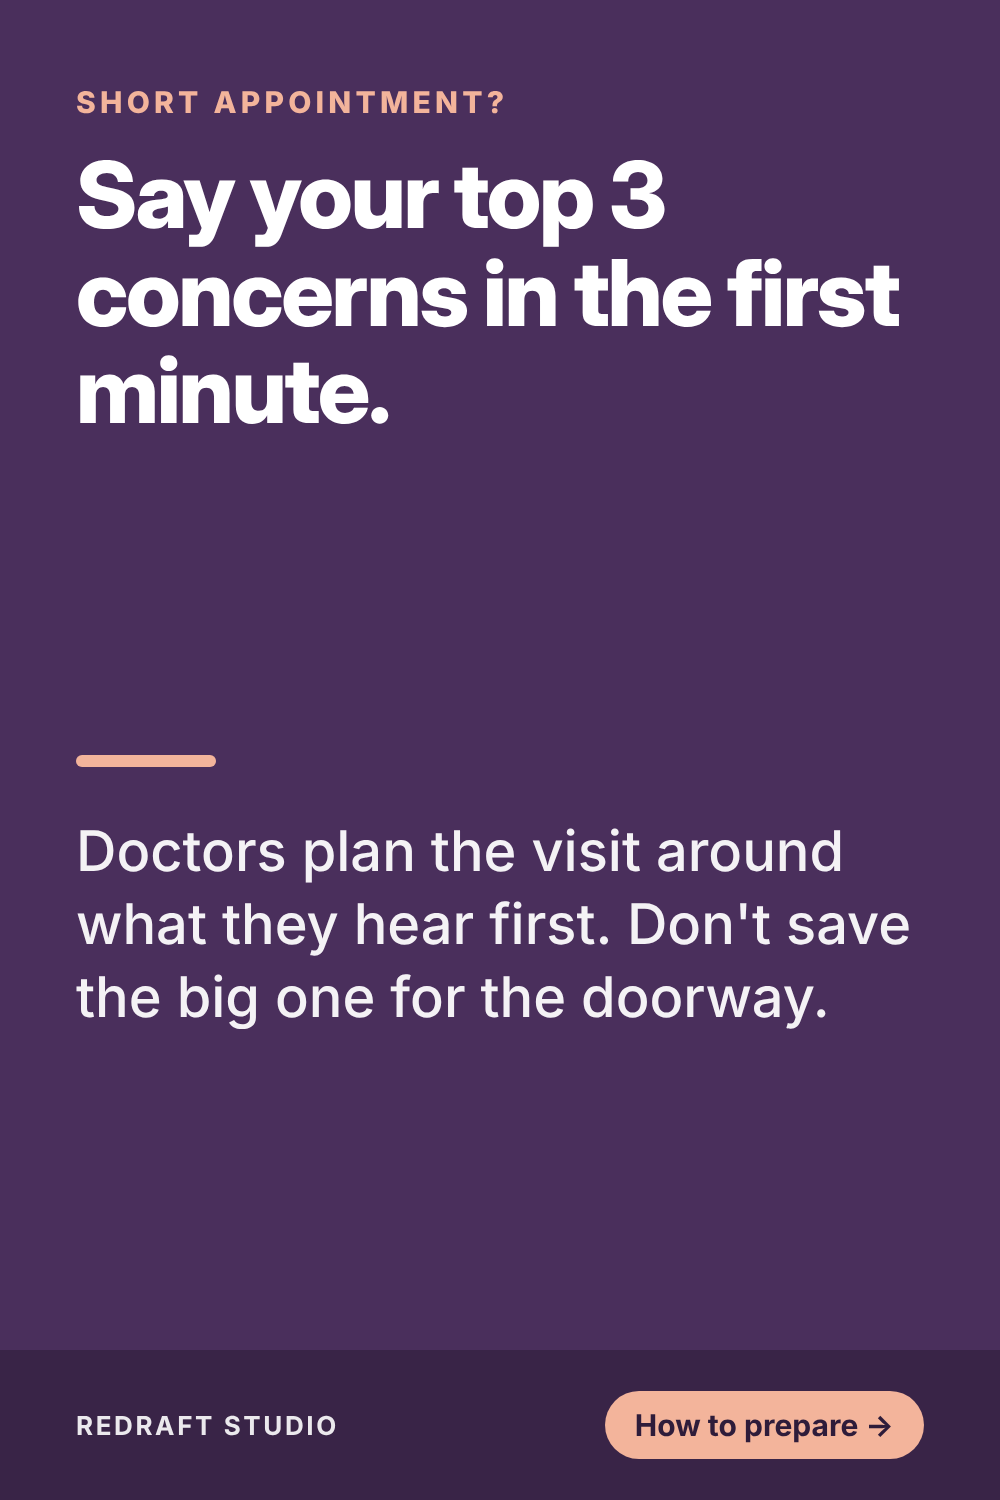 SHORT APPOINTMENT?
Say your top 3
concerns in the first
minute.
Doctors plan the visit around
what they hear first. Don't save
the big one for the doorway.
REDRAFT STUDIO
How to prepare →